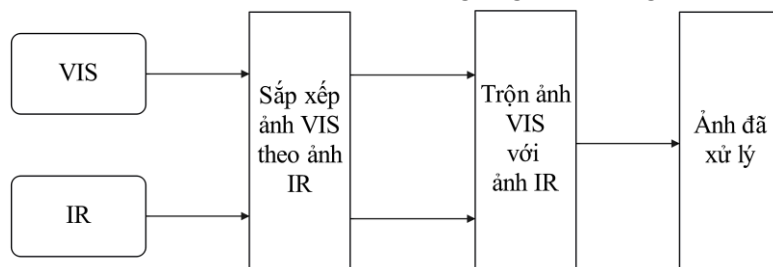 VIS
IR
Sắp xếp
ảnh VIS
theo ảnh
IR
Trộn ảnh
VIS
với
ảnh IR
Ảnh đã
xử lý